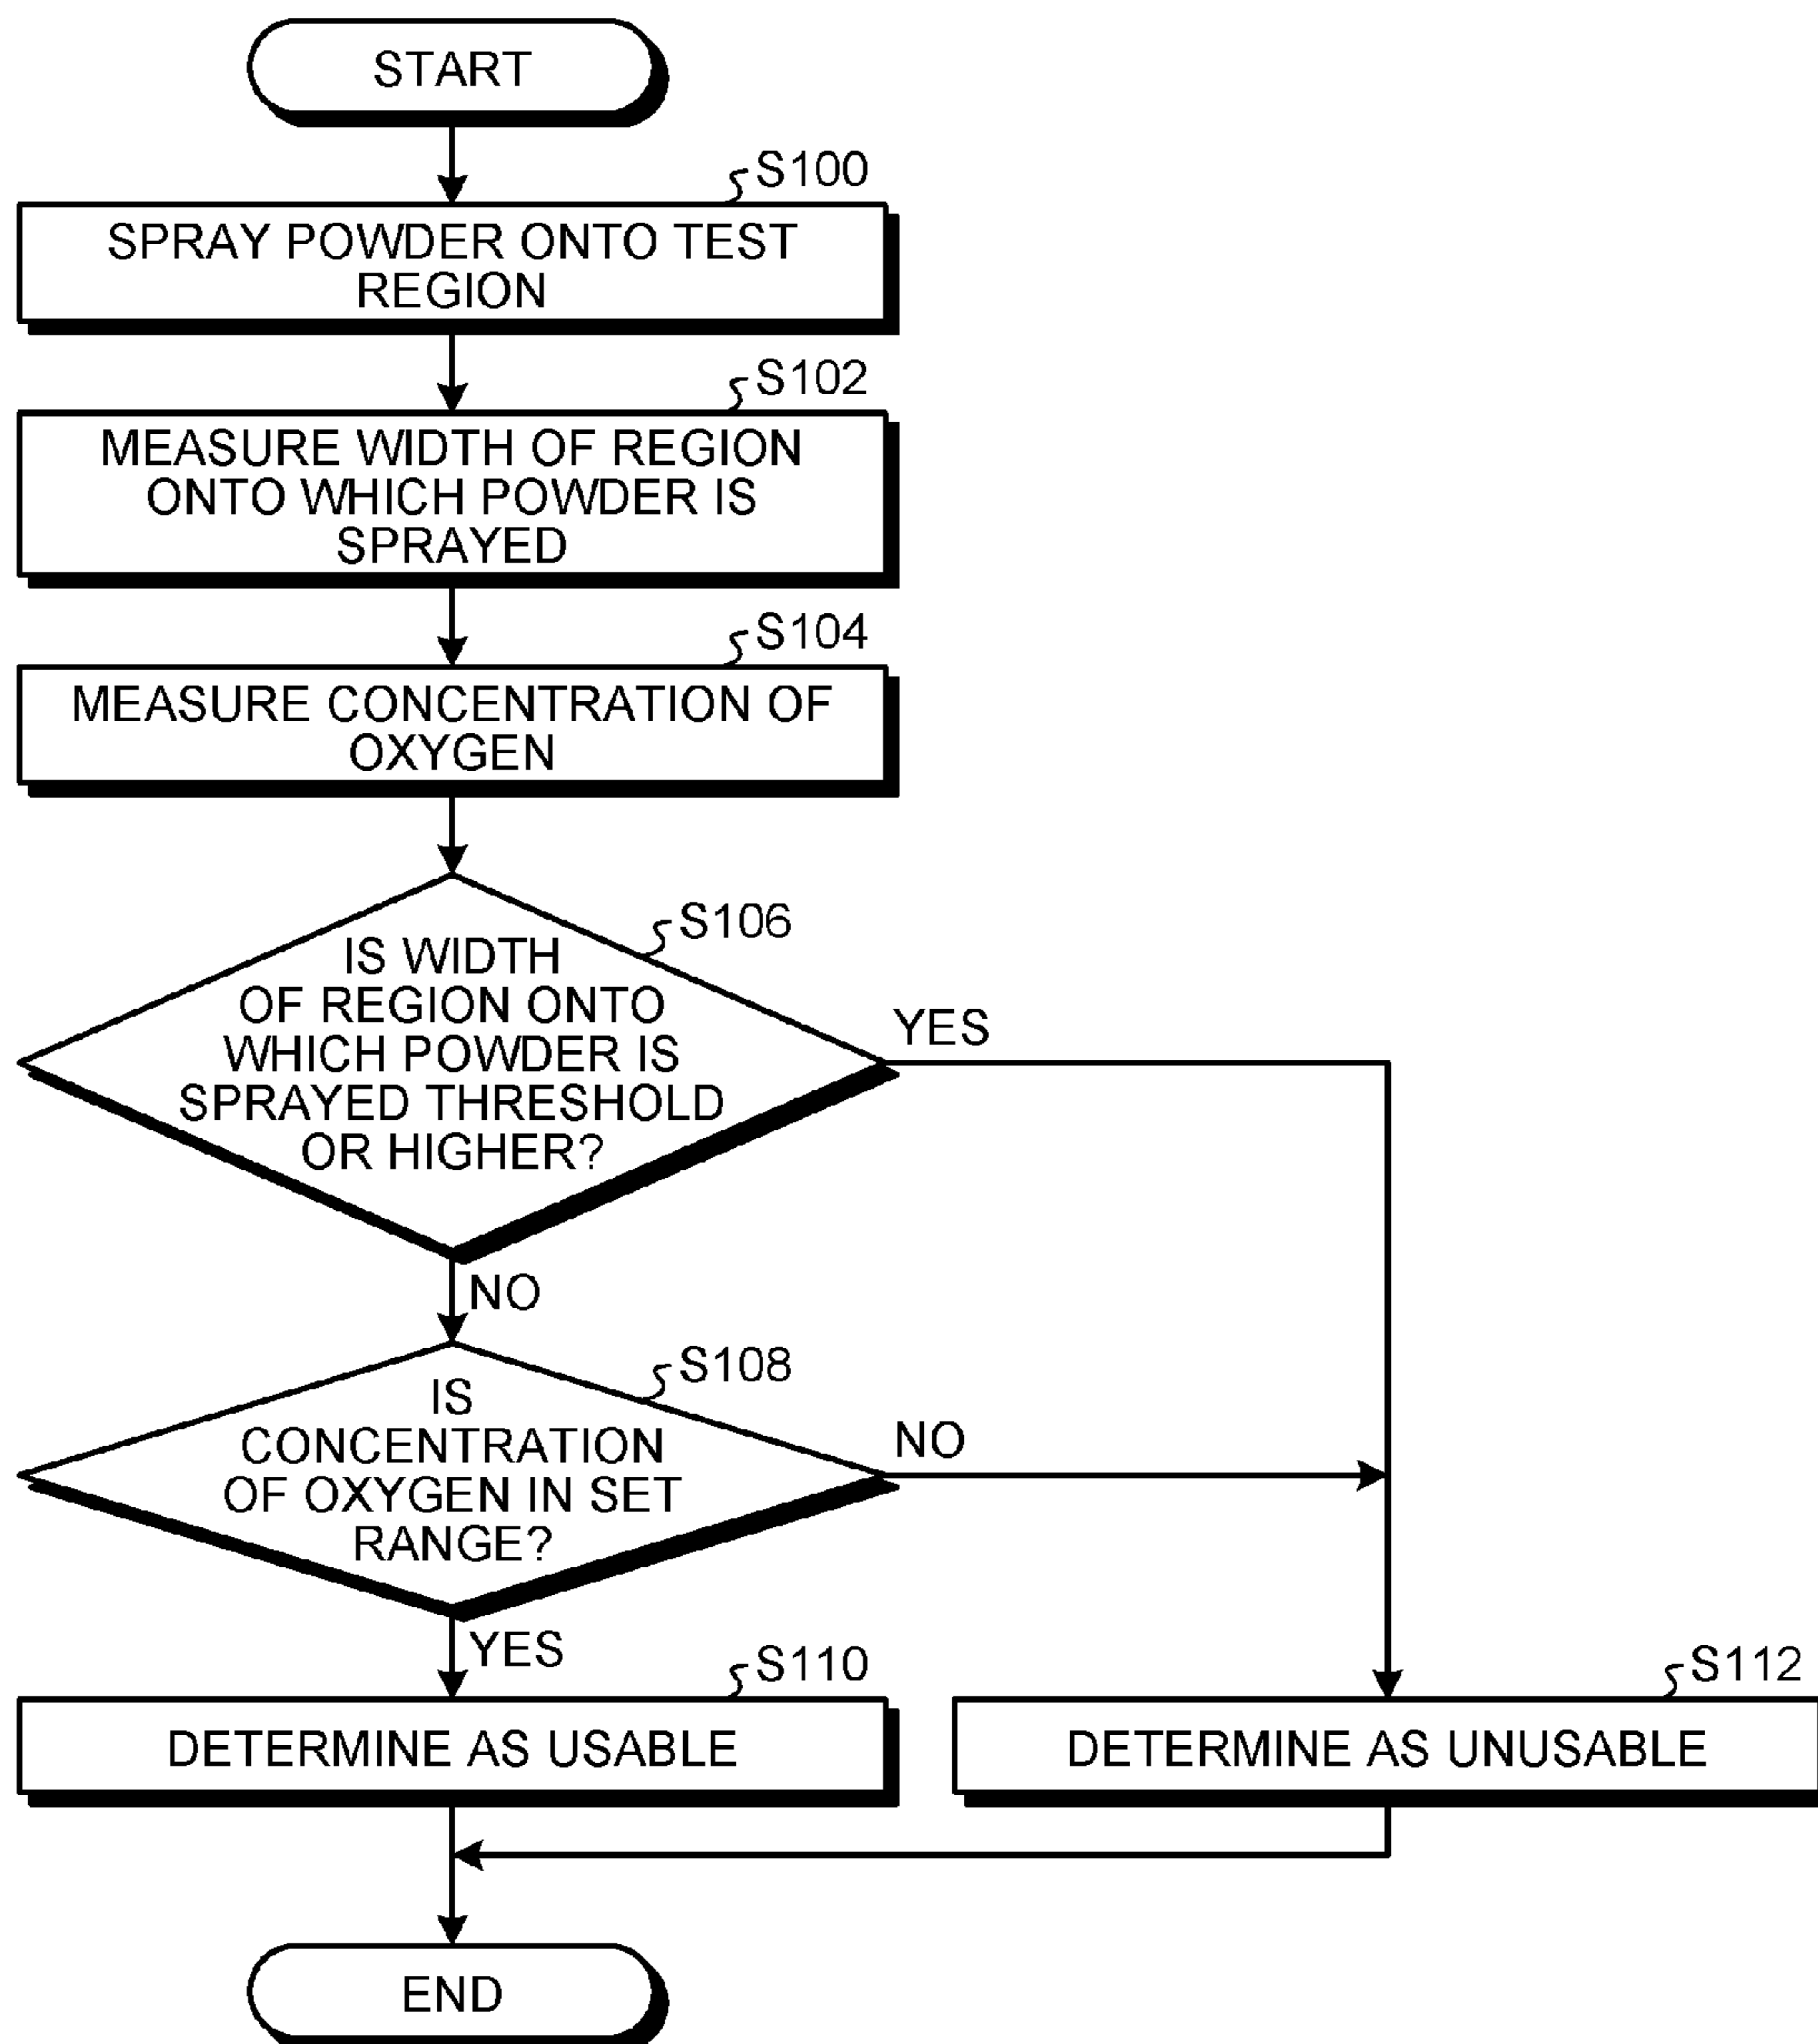 START
S100
SPRAY POWDER ONTO TEST
REGION
S102
MEASURE WIDTH OF REGION
ONTO WHICH POWDER IS
SPRAYED
S104
MEASURE CONCENTRATION OF
OXYGEN
S106
IS WIDTH
OF REGION ONTO
WHICH POWDER IS
SPRAYED THRESHOLD
OR HIGHER?
YES
NO
S108
IS
CONCENTRATION
OF OXYGEN IN SET
RANGE?
NO
YES
S110
DETERMINE AS USABLE
S112
DETERMINE AS UNUSABLE
END